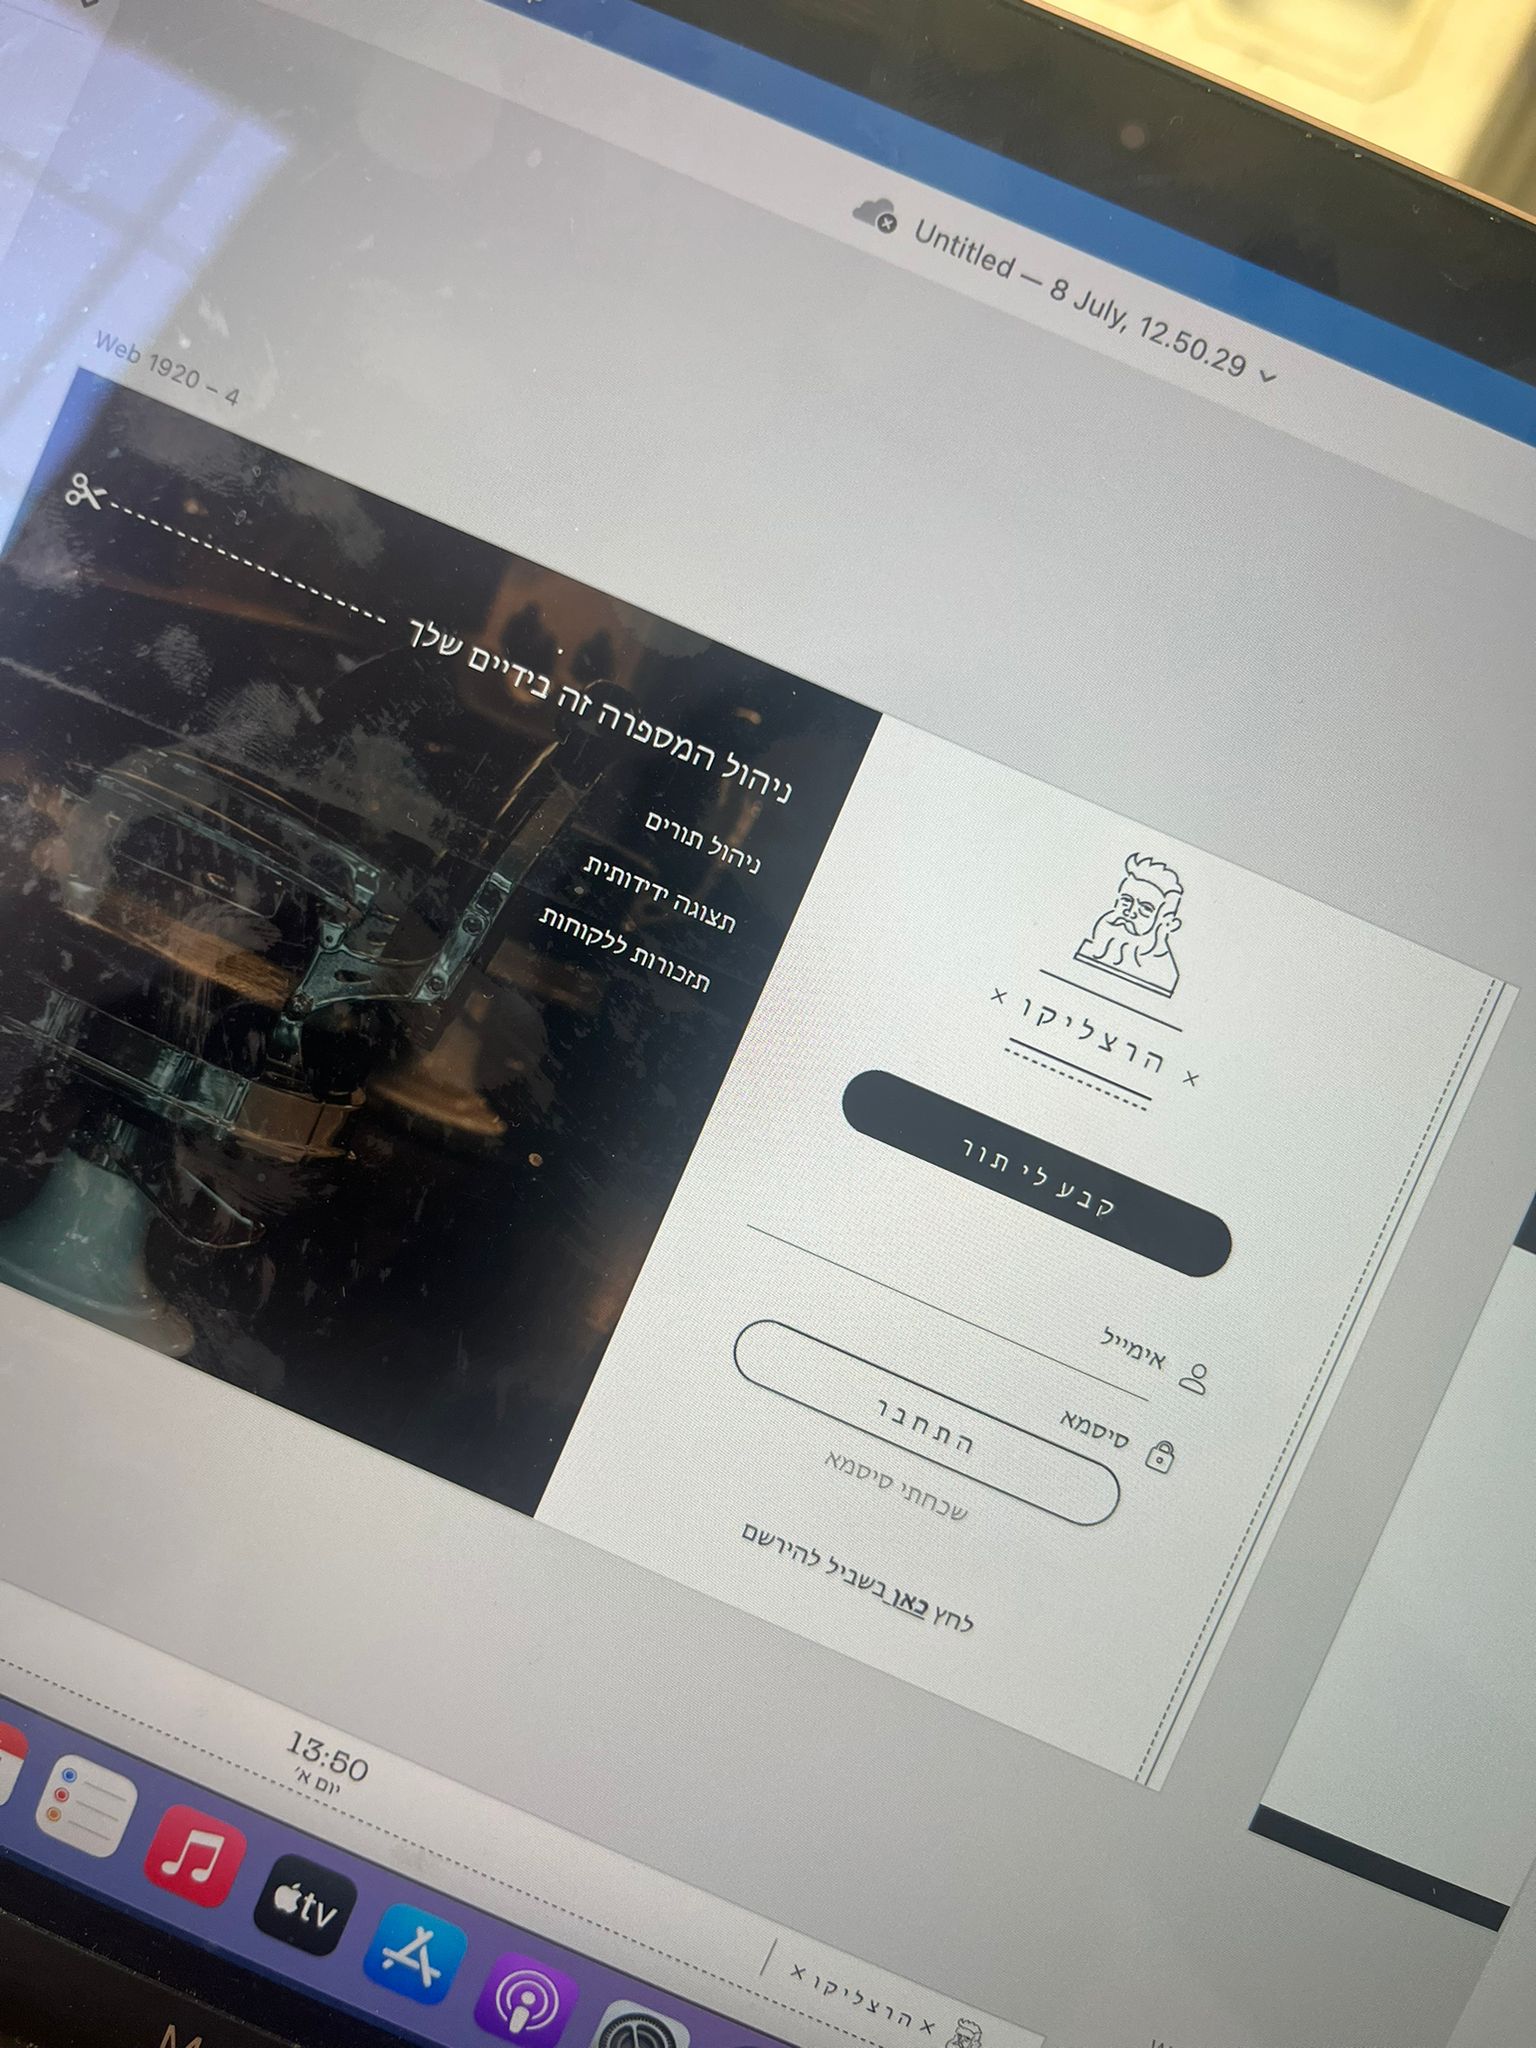 Untitled — 8 July, 12.50.29
Web 1920 – 4
ניהול המספרה זה בידיים שלך
ניהול תורים
תצוגה ידידותית
תזכורות ללקוחות
× הרצליקו ×
קבע לי תור
אימייל
סיסמא
התחבר
שכחתי סיסמא
לחץ כאן בשביל להירשם
13:50
יום א'
× הרצליקו ×
tv